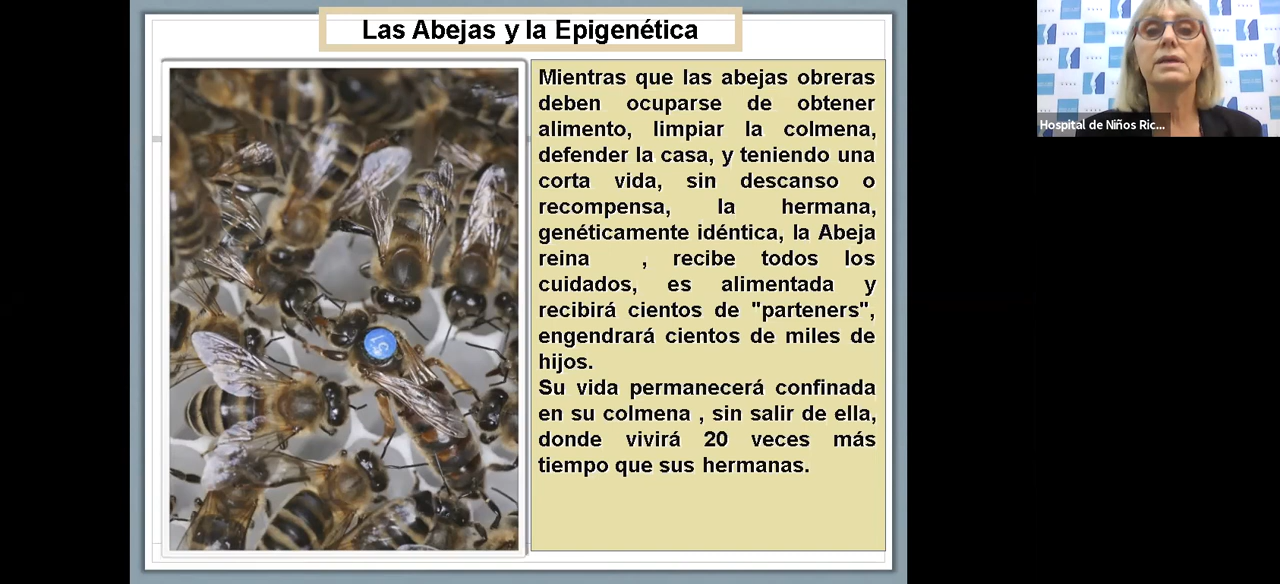 Las Abejas y la Epigenética
Mientras que las abejas obreras
deben ocuparse de obtener
alimento, limpiar la colmena,
defender la casa, y teniendo una
corta vida, sin descanso o
recompensa, la hermana,
genéticamente idéntica, la Abeja
reina , recibe todos los
cuidados, es alimentada y
recibirá cientos de "parteners",
engendrará cientos de miles de
hijos.
Su vida permanecerá confinada
en su colmena , sin salir de ella,
donde vivirá 20 veces más
tiempo que sus hermanas.
Hospital de Niños Ric...